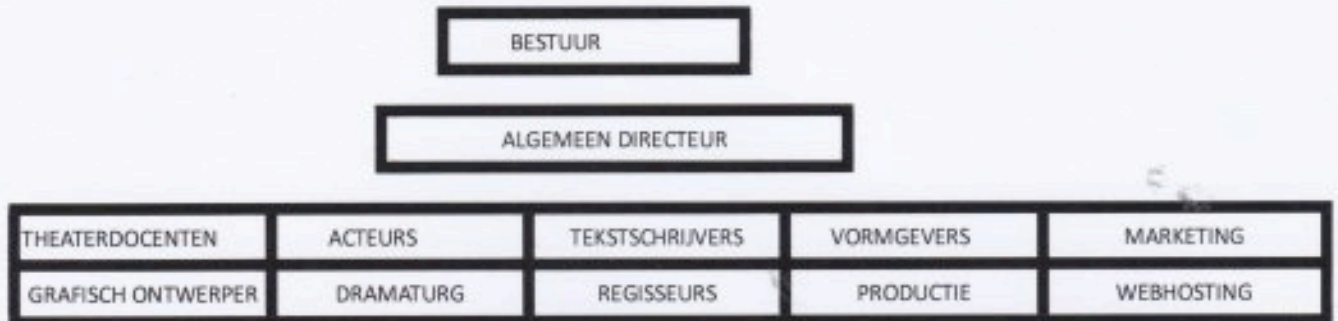 BESTUUR
ALGEMEEN DIRECTEUR
THEATERDOCENTEN ACTEURS TEKSTSCHRIJVERS VORMGEVERS MARKETING
GRAFISCH ONTWERPER DRAMATURG REGISSEURS PRODUCTIE WEBHOSTING